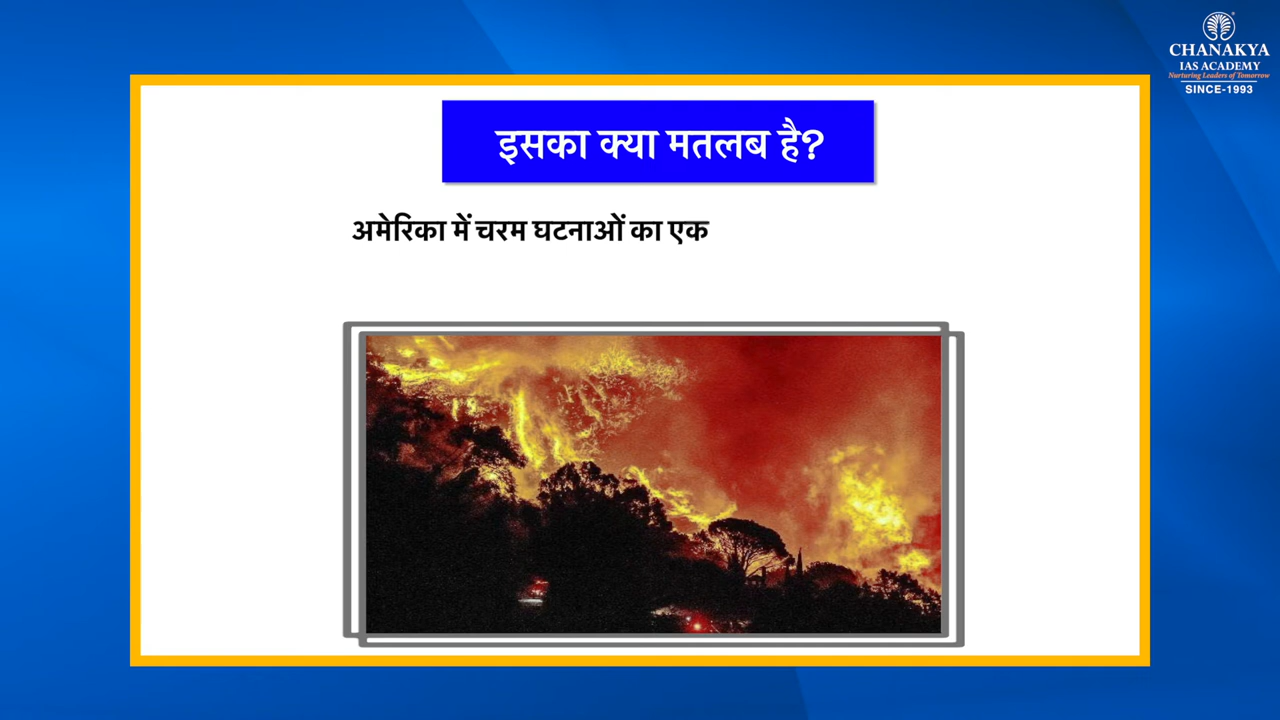 CHANAKYA
IAS ACADEMY
Nurturing Leaders of Tomorrow
SINCE-1993
इसका क्या मतलब है?
अमेरिका में चरम घटनाओं का एक